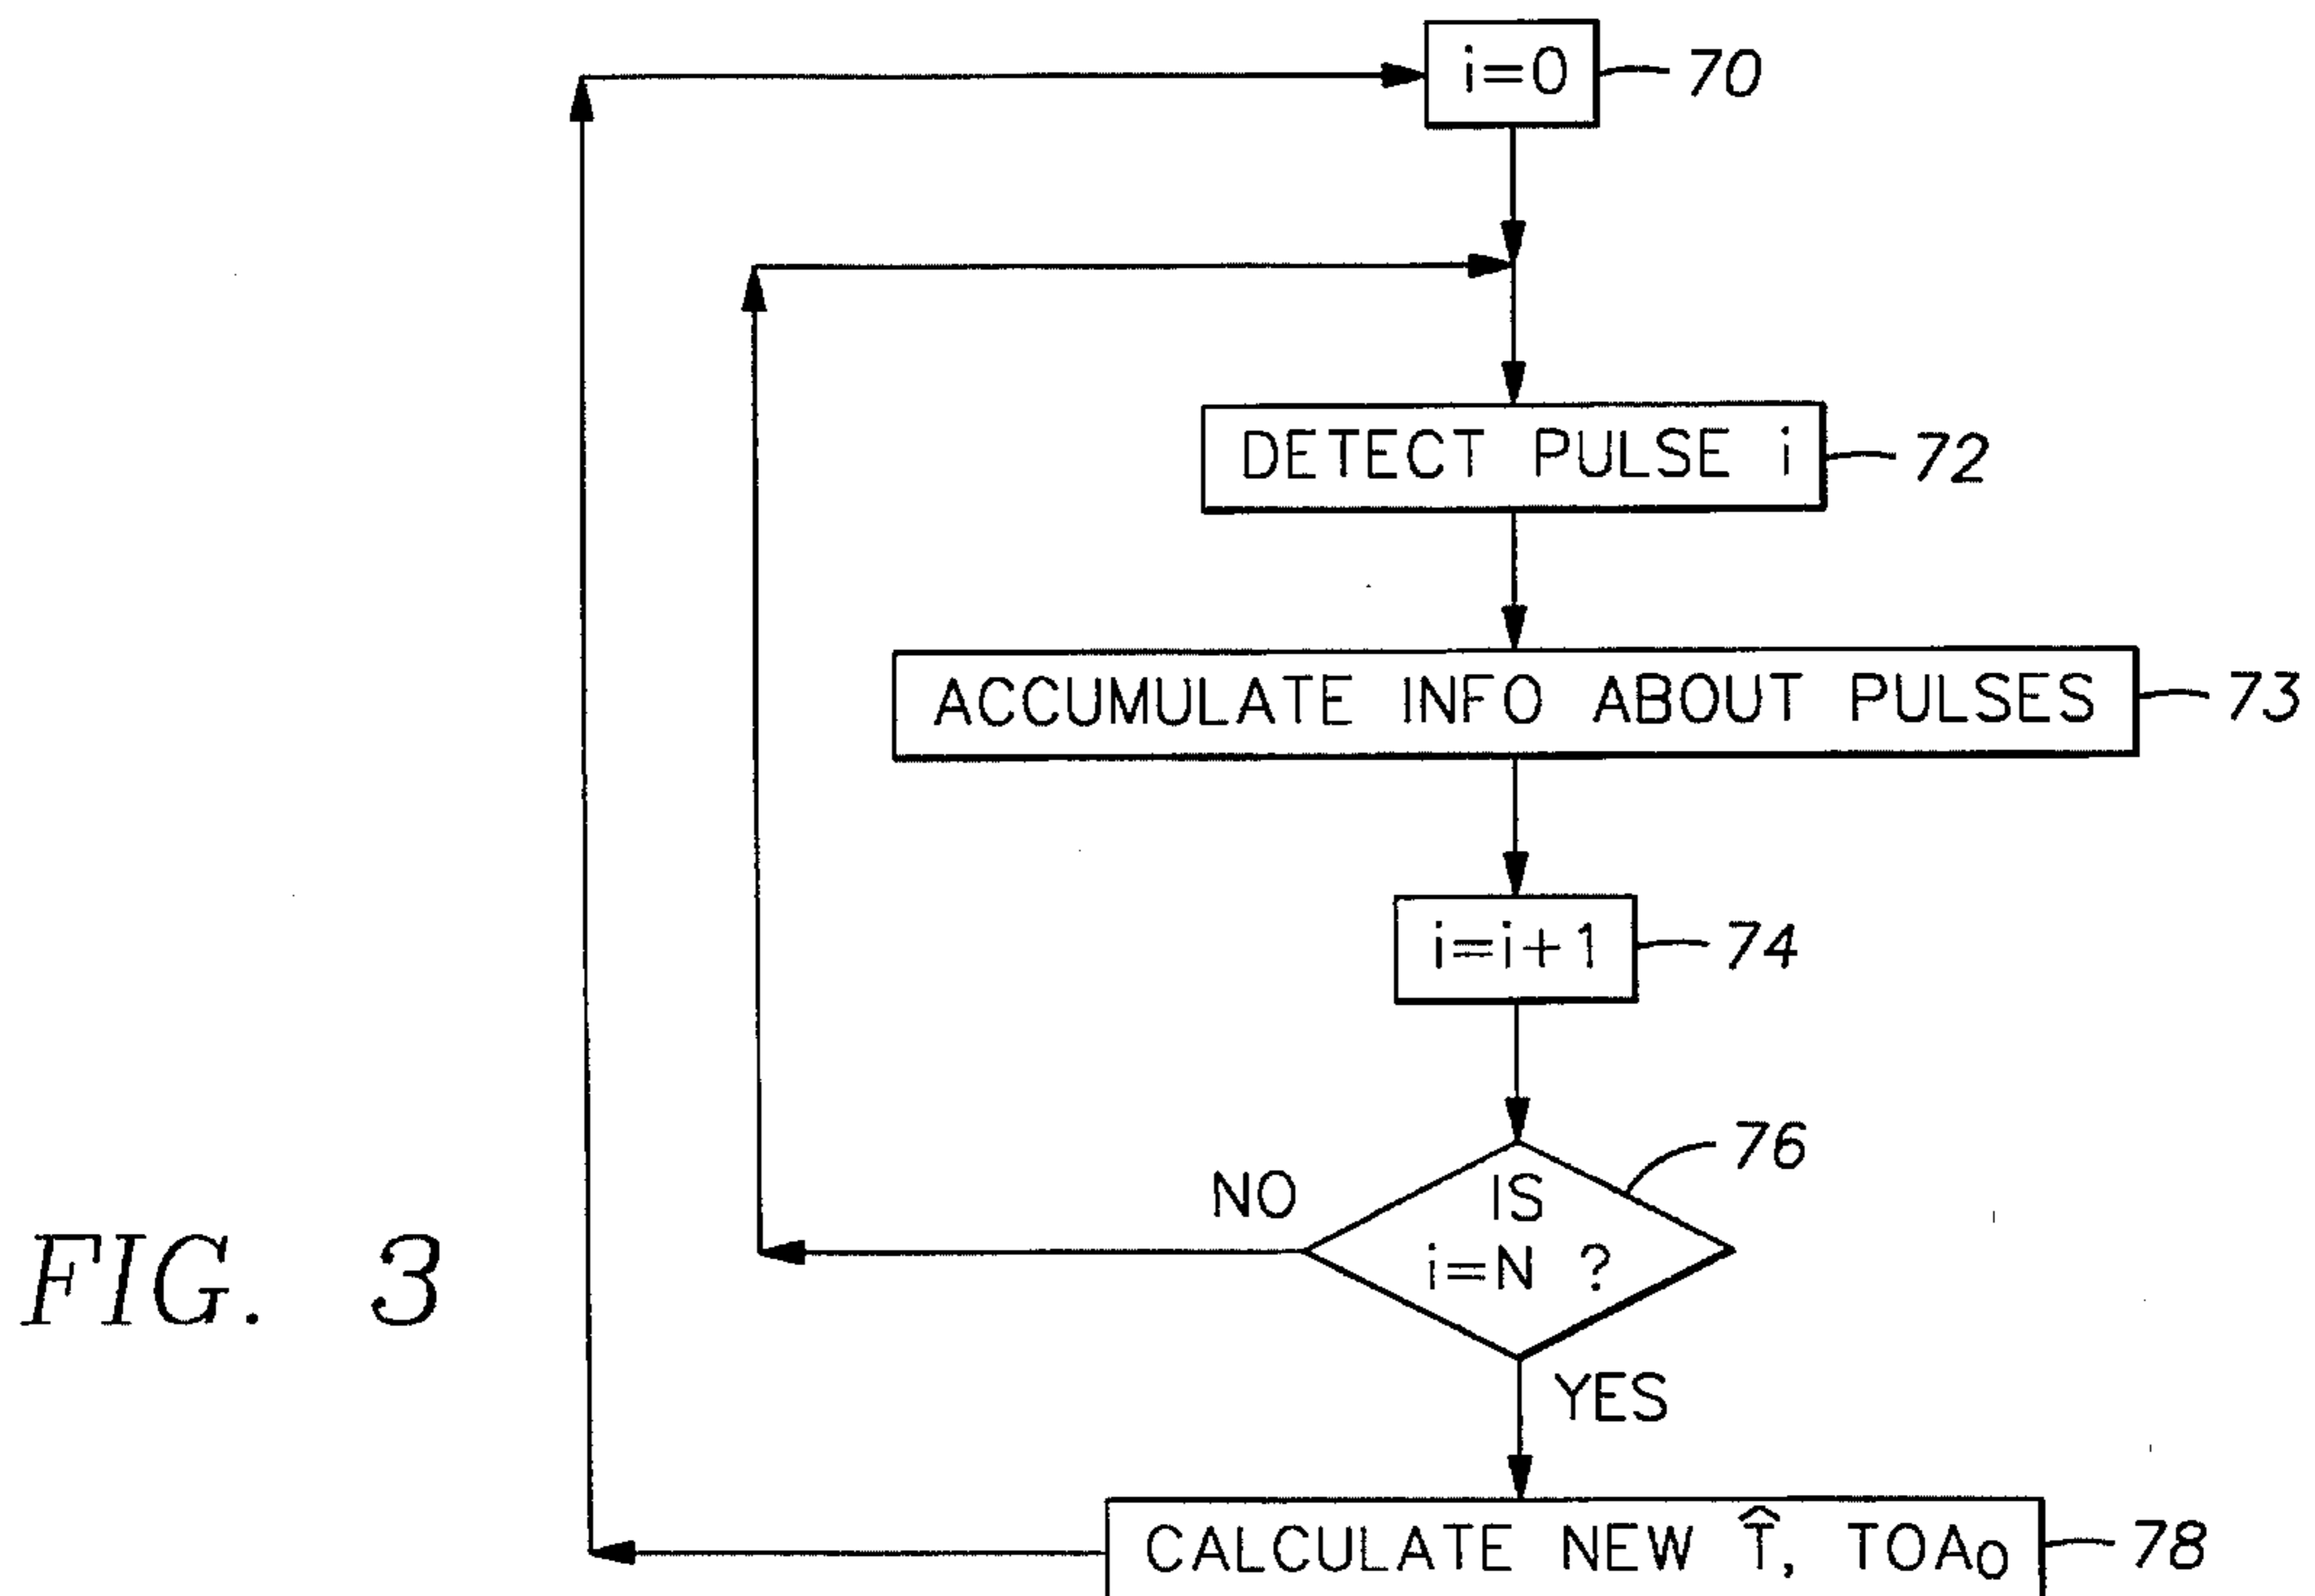 i=0 70
DETECT PULSE i 72
ACCUMULATE INFO ABOUT PULSES 73
i=i+1 74
76
NO
IS
i=N ?
YES
CALCULATE NEW T̂, TOA₀ 78
FIG. 3